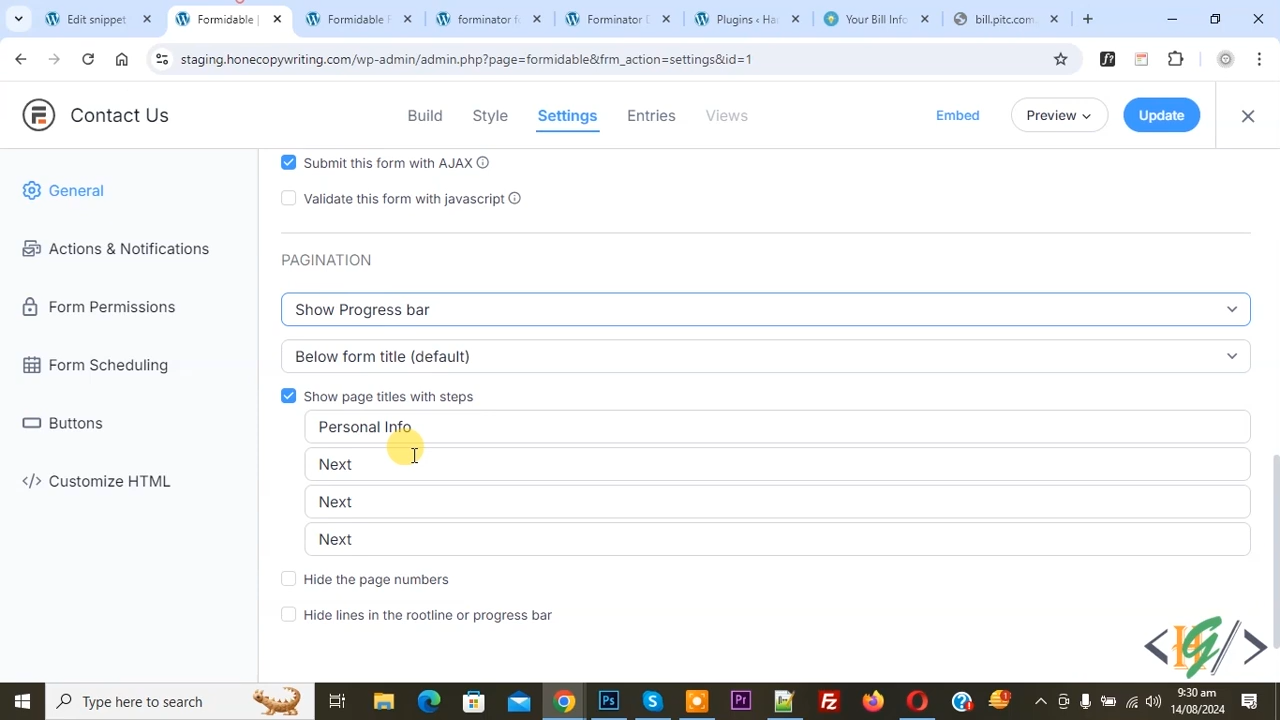 Edit snippet
Formidable |
Formidable F
forminator fi
Forminator D
Plugins ‹ Ha
Your Bill Info
bill.pitc.com.
staging.honecopywriting.com/wp-admin/admin.php?page=formidable&frm_action=settings&id=1
Contact Us
Build
Style
Settings
Entries
Views
Embed
Preview
Update
General
Actions & Notifications
Form Permissions
Form Scheduling
Buttons
Customize HTML
Submit this form with AJAX
Validate this form with javascript
PAGINATION
Show Progress bar
Below form title (default)
Show page titles with steps
Personal Info
Next
Next
Next
Hide the page numbers
Hide lines in the rootline or progress bar
Type here to search
9:30 am
14/08/2024